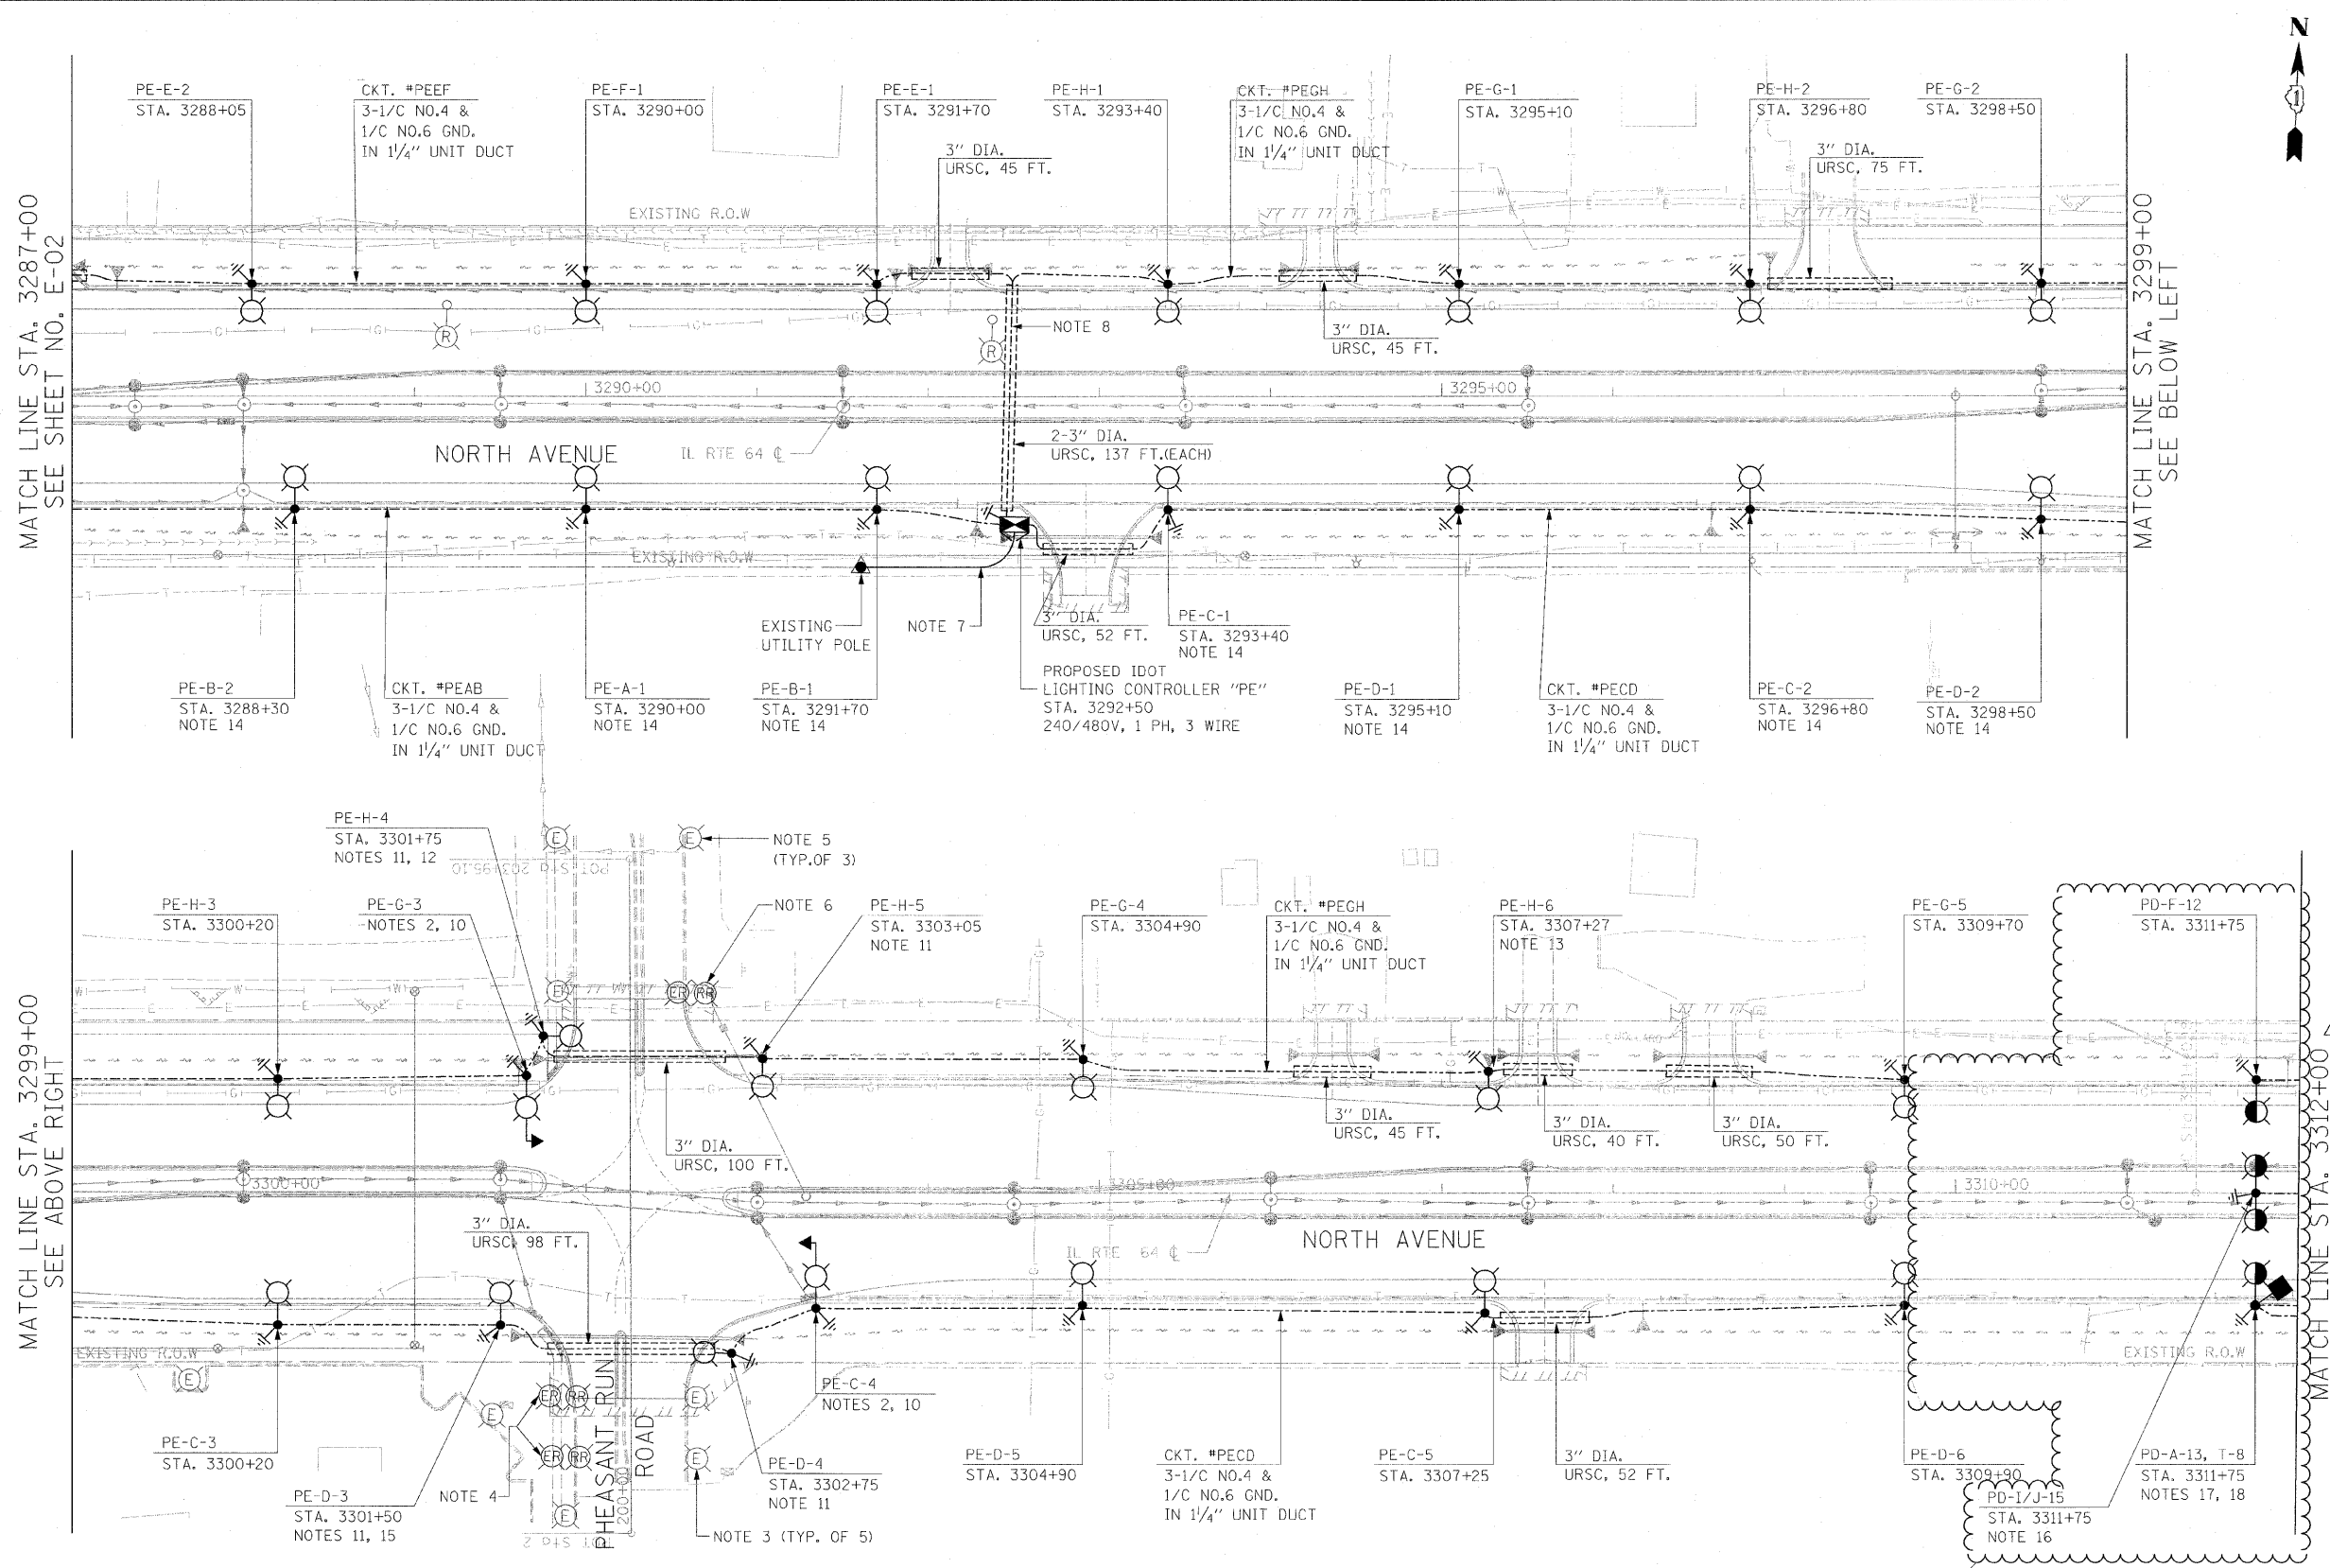 N
PE-E-2
STA. 3288+05
CKT. #PEEF
3-1/C NO.4 &
1/C NO.6 GND.
IN 1¼" UNIT DUCT
PE-F-1
STA. 3290+00
PE-E-1
STA. 3291+70
PE-H-1
STA. 3293+40
CKT. #PEGH
3-1/C NO.4 &
1/C NO.6 GND.
IN 1¼" UNIT DUCT
PE-G-1
STA. 3295+10
PE-H-2
STA. 3296+80
PE-G-2
STA. 3298+50
3" DIA.
URSC, 45 FT.
3" DIA.
URSC, 75 FT.
EXISTING R.O.W
MATCH LINE STA. 3287+00
SEE SHEET NO. E-02
MATCH LINE STA. 3299+00
SEE BELOW LEFT
R
R
NOTE 8
3" DIA.
URSC, 45 FT.
3290+00
3295+00
NORTH AVENUE
IL RTE 64 ℄
2-3" DIA.
URSC, 137 FT.(EACH)
EXISTING R.O.W
EXISTING
UTILITY POLE
NOTE 7
3" DIA.
URSC, 52 FT.
PE-C-1
STA. 3293+40
NOTE 14
PROPOSED IDOT
LIGHTING CONTROLLER "PE"
STA. 3292+50
240/480V, 1 PH, 3 WIRE
PE-B-2
STA. 3288+30
NOTE 14
CKT. #PEAB
3-1/C NO.4 &
1/C NO.6 GND.
IN 1¼" UNIT DUCT
PE-A-1
STA. 3290+00
NOTE 14
PE-B-1
STA. 3291+70
NOTE 14
PE-D-1
STA. 3295+10
NOTE 14
CKT. #PECD
3-1/C NO.4 &
1/C NO.6 GND.
IN 1¼" UNIT DUCT
PE-C-2
STA. 3296+80
NOTE 14
PE-D-2
STA. 3298+50
NOTE 14
PE-H-4
STA. 3301+75
NOTES 11, 12
E
E
NOTE 5
(TYP.OF 3)
PE-H-3
STA. 3300+20
PE-G-3
NOTES 2, 10
NOTE 6
PE-H-5
STA. 3303+05
NOTE 11
PE-G-4
STA. 3304+90
CKT. #PEGH
3-1/C NO.4 &
1/C NO.6 GND.
IN 1¼" UNIT DUCT
PE-H-6
STA. 3307+27
NOTE 13
PE-G-5
STA. 3309+70
PD-F-12
STA. 3311+75
E
ER
RR
MATCH LINE STA. 3299+00
SEE ABOVE RIGHT
MATCH LINE STA. 3312+00
3" DIA.
URSC, 100 FT.
3" DIA.
URSC, 45 FT.
3" DIA.
URSC, 40 FT.
3" DIA.
URSC, 50 FT.
3300+00
3305+00
3310+00
3" DIA.
URSC, 98 FT.
IL RTE 64 ℄
NORTH AVENUE
EXISTING R.O.W
EXISTING R.O.W
E
E
ER
RR
E
ER
RR
E
E
PHEASANT RUN
ROAD
200+00
PE-C-3
STA. 3300+20
PE-D-3
STA. 3301+50
NOTES 11, 15
NOTE 4
PE-C-4
NOTES 2, 10
PE-D-4
STA. 3302+75
NOTE 11
NOTE 3 (TYP. OF 5)
PE-D-5
STA. 3304+90
CKT. #PECD
3-1/C NO.4 &
1/C NO.6 GND.
IN 1¼" UNIT DUCT
PE-C-5
STA. 3307+25
3" DIA.
URSC, 52 FT.
PE-D-6
STA. 3309+90
PD-I/J-15
STA. 3311+75
NOTE 16
PD-A-13, T-8
STA. 3311+75
NOTES 17, 18